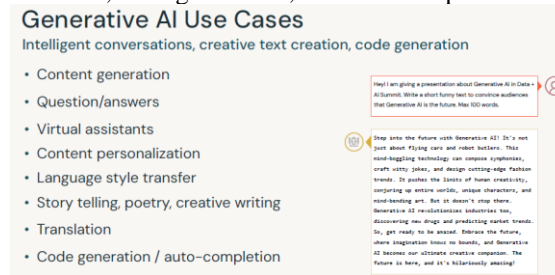 Generative AI Use Cases
Intelligent conversations, creative text creation, code generation
• Content generation
• Question/answers
• Virtual assistants
• Content personalization
• Language style transfer
• Story telling, poetry, creative writing
• Translation
• Code generation / auto-completion
Hey! I am giving a presentation about Generative AI in Data +
AI Summit. Write a short funny text to convince audiences
that Generative AI is the future. Max 100 words.
Step into the future with Generative AI! It's not
just about flying cars and robot butlers. This
mind-boggling technology can compose symphonies,
craft witty jokes, and design cutting-edge fashion
trends. It pushes the limits of human creativity,
conjuring up entire worlds, unique characters, and
mind-bending art. But it doesn't stop there.
Generative AI revolutionizes industries too,
discovering new drugs and predicting market trends.
So, get ready to be amazed. Embrace the future,
where imagination knows no bounds, and Generative
AI becomes our ultimate creative companion. The
future is here, and it's hilariously amazing!